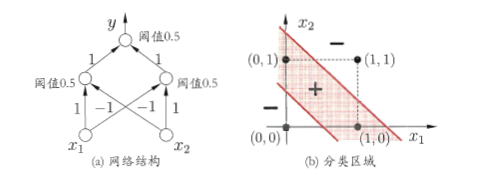 y
阈值0.5
1
1
阈值0.5
阈值0.5
1
−1
−1
1
x₁
x₂
(a) 网络结构
x₂
−
(0,1)
(1,1)
+
−
(0,0)
(1,0)
x₁
(b) 分类区域